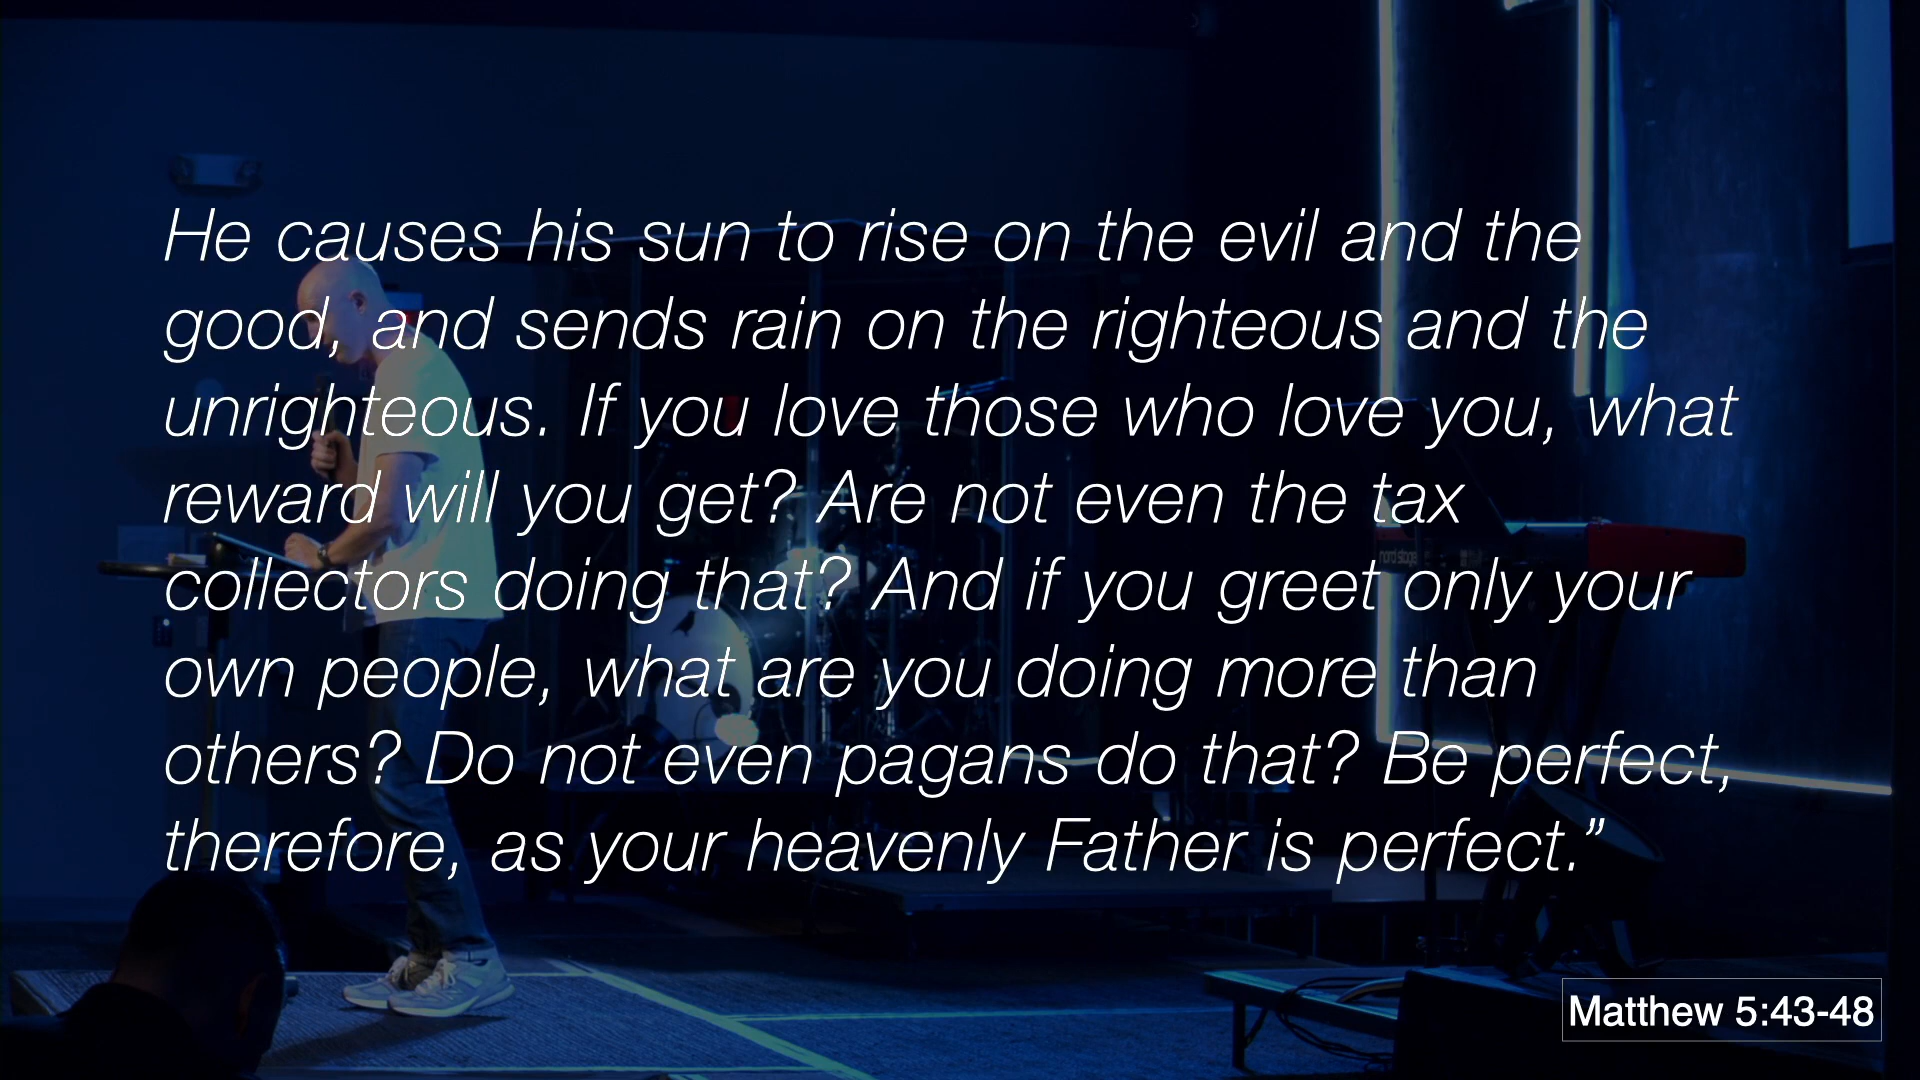 He causes his sun to rise on the evil and the
good, and sends rain on the righteous and the
unrighteous. If you love those who love you, what
reward will you get? Are not even the tax
collectors doing that? And if you greet only your
own people, what are you doing more than
others? Do not even pagans do that? Be perfect,
therefore, as your heavenly Father is perfect.”
nord stage
Matthew 5:43-48